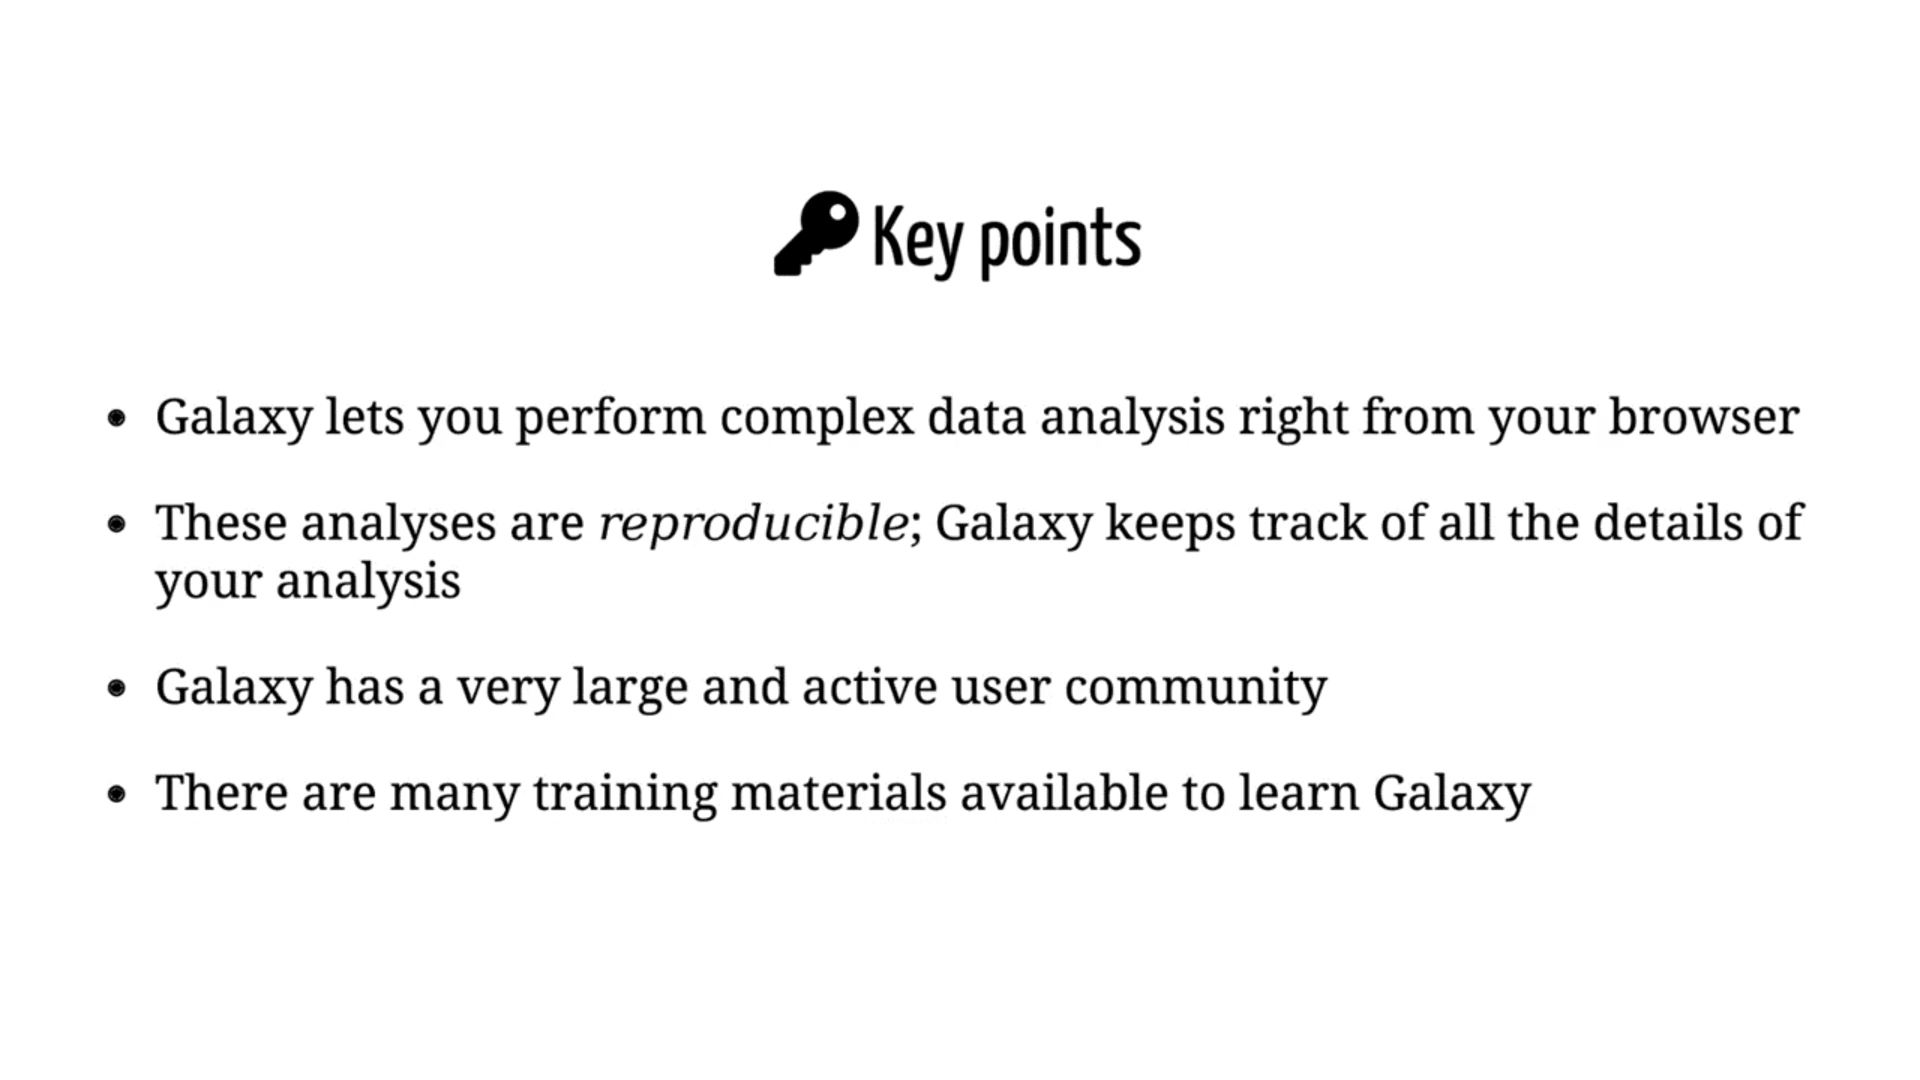 Key points
• Galaxy lets you perform complex data analysis right from your browser
• These analyses are reproducible; Galaxy keeps track of all the details of
your analysis
• Galaxy has a very large and active user community
• There are many training materials available to learn Galaxy